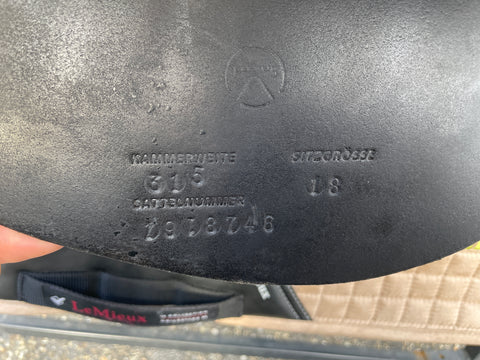 KAMMERWEITE
315
SITZGRÖSSE
18
SATTELNUMMER
LeMieux